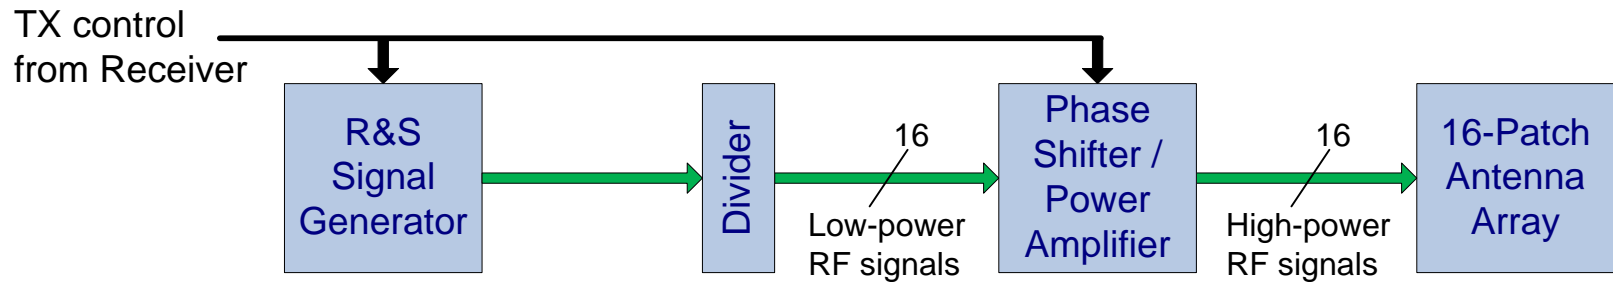 TX control
from Receiver
R&S
Signal
Generator
Divider
16
Low-power
RF signals
Phase
Shifter /
Power
Amplifier
16
High-power
RF signals
16-Patch
Antenna
Array